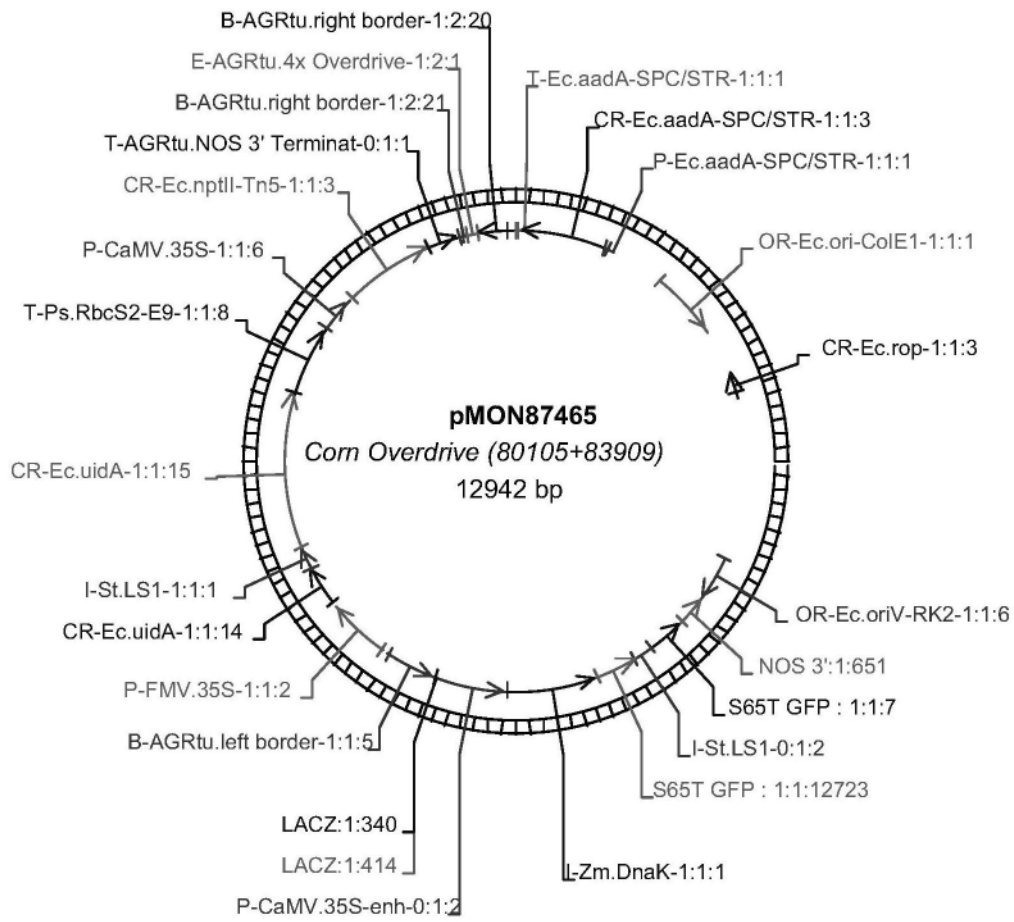 B-AGRtu.right border-1:2:20
E-AGRtu.4x Overdrive-1:2:1
T-Ec.aadA-SPC/STR-1:1:1
B-AGRtu.right border-1:2:21
CR-Ec.aadA-SPC/STR-1:1:3
T-AGRtu.NOS 3' Terminat-0:1:1
P-Ec.aadA-SPC/STR-1:1:1
CR-Ec.nptII-Tn5-1:1:3
P-CaMV.35S-1:1:6
OR-Ec.ori-ColE1-1:1:1
T-Ps.RbcS2-E9-1:1:8
CR-Ec.rop-1:1:3
pMON87465
Corn Overdrive (80105+83909)
12942 bp
CR-Ec.uidA-1:1:15
I-St.LS1-1:1:1
OR-Ec.oriV-RK2-1:1:6
CR-Ec.uidA-1:1:14
NOS 3':1:651
P-FMV.35S-1:1:2
S65T GFP : 1:1:7
B-AGRtu.left border-1:1:5
I-St.LS1-0:1:2
S65T GFP : 1:1:12723
LACZ:1:340
LACZ:1:414
I-Zm.DnaK-1:1:1
P-CaMV.35S-enh-0:1:2